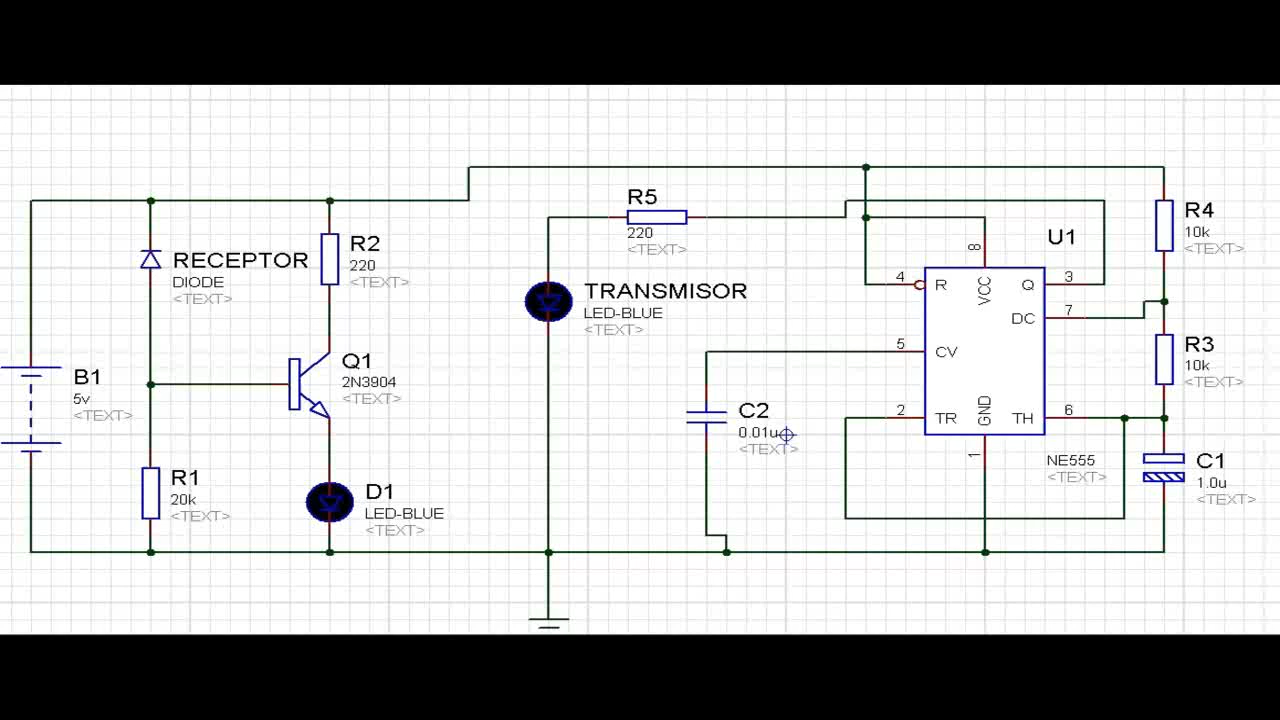 B1
5v
<TEXT>
RECEPTOR
DIODE
<TEXT>
R1
20k
<TEXT>
R2
220
<TEXT>
Q1
2N3904
<TEXT>
D1
LED-BLUE
<TEXT>
R5
220
<TEXT>
TRANSMISOR
LED-BLUE
<TEXT>
C2
0.01u
<TEXT>
U1
4 R
8 VCC
Q 3
DC 7
5 CV
2 TR
GND 1
TH 6
NE555
<TEXT>
R4
10k
<TEXT>
R3
10k
<TEXT>
C1
1.0u
<TEXT>